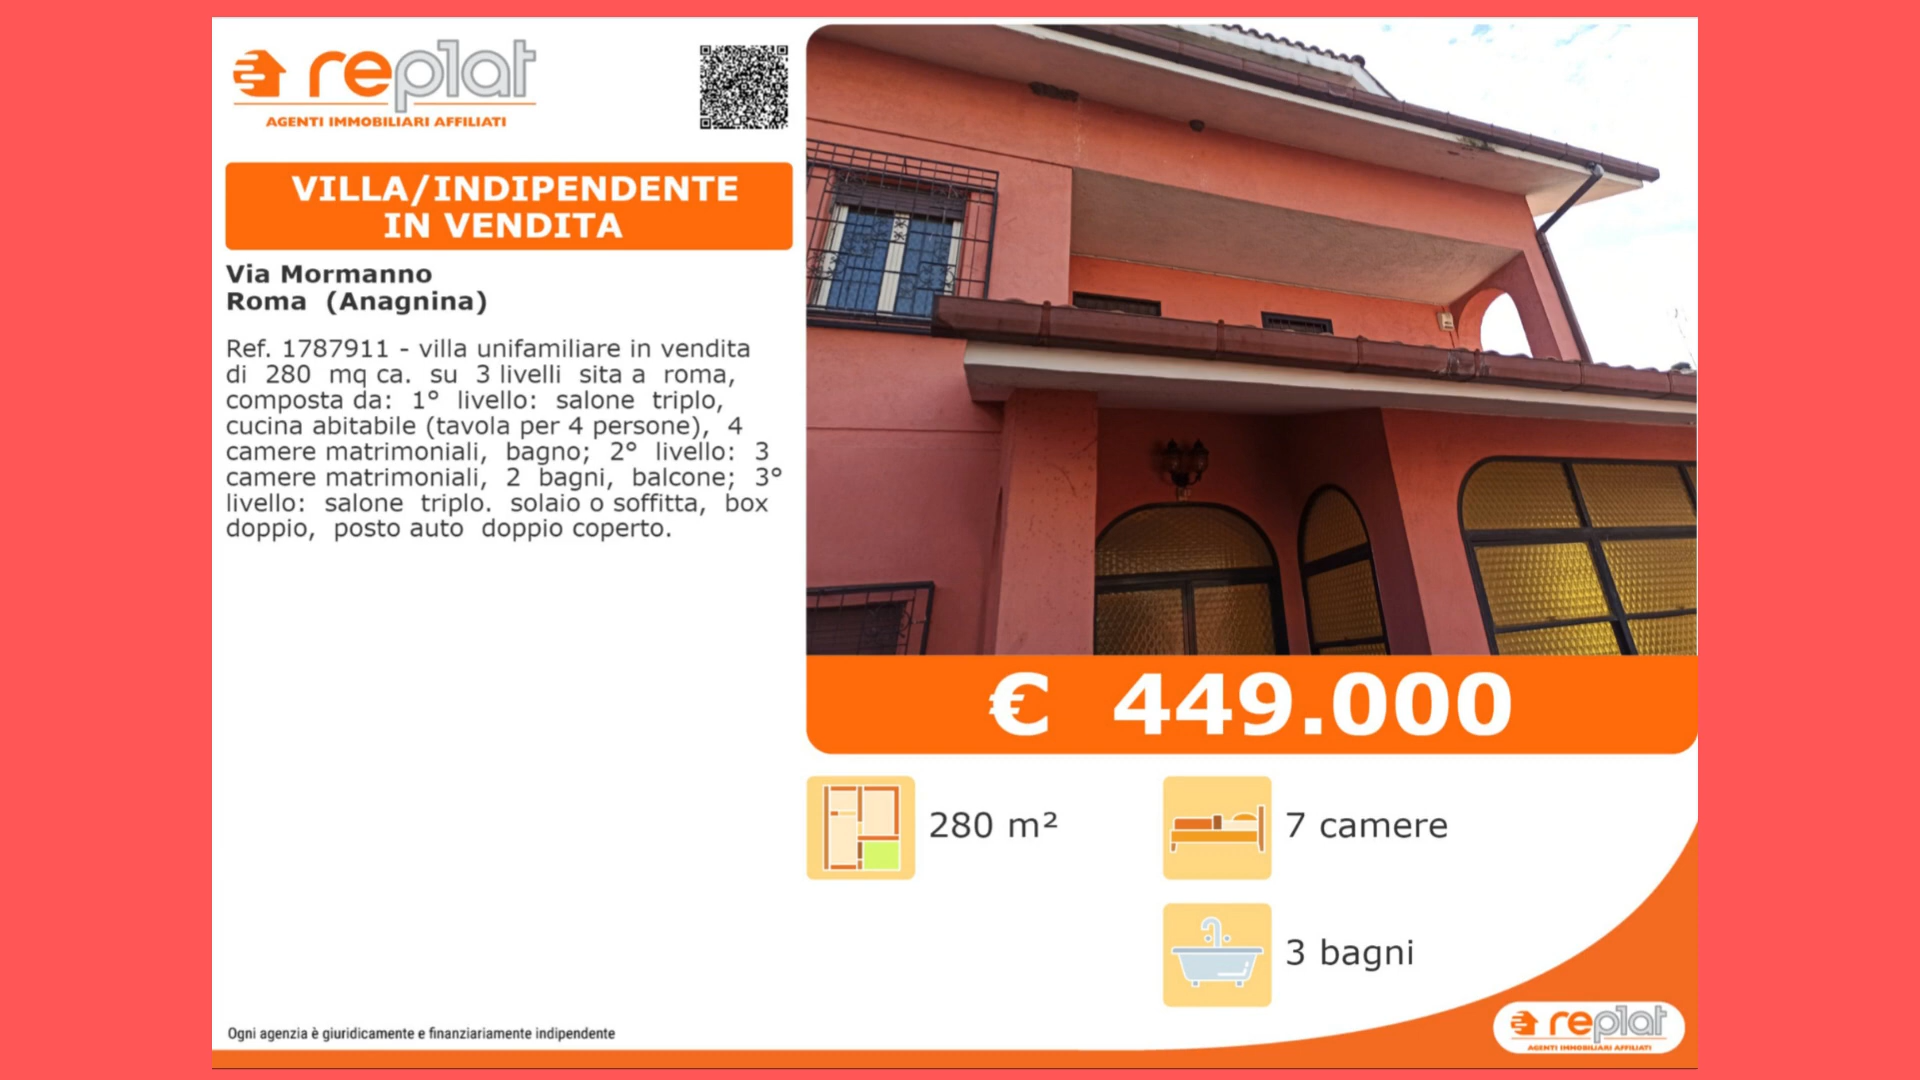 replat
AGENTI IMMOBILIARI AFFILIATI
VILLA/INDIPENDENTE
IN VENDITA
Via Mormanno
Roma (Anagnina)
Ref. 1787911 - villa unifamiliare in vendita
di 280 mq ca. su 3 livelli sita a roma,
composta da: 1° livello: salone triplo,
cucina abitabile (tavola per 4 persone), 4
camere matrimoniali, bagno; 2° livello: 3
camere matrimoniali, 2 bagni, balcone; 3°
livello: salone triplo. solaio o soffitta, box
doppio, posto auto doppio coperto.
€ 449.000
280 m²
7 camere
3 bagni
Ogni agenzia è giuridicamente e finanziariamente indipendente
replat
AGENTI IMMOBILIARI AFFILIATI